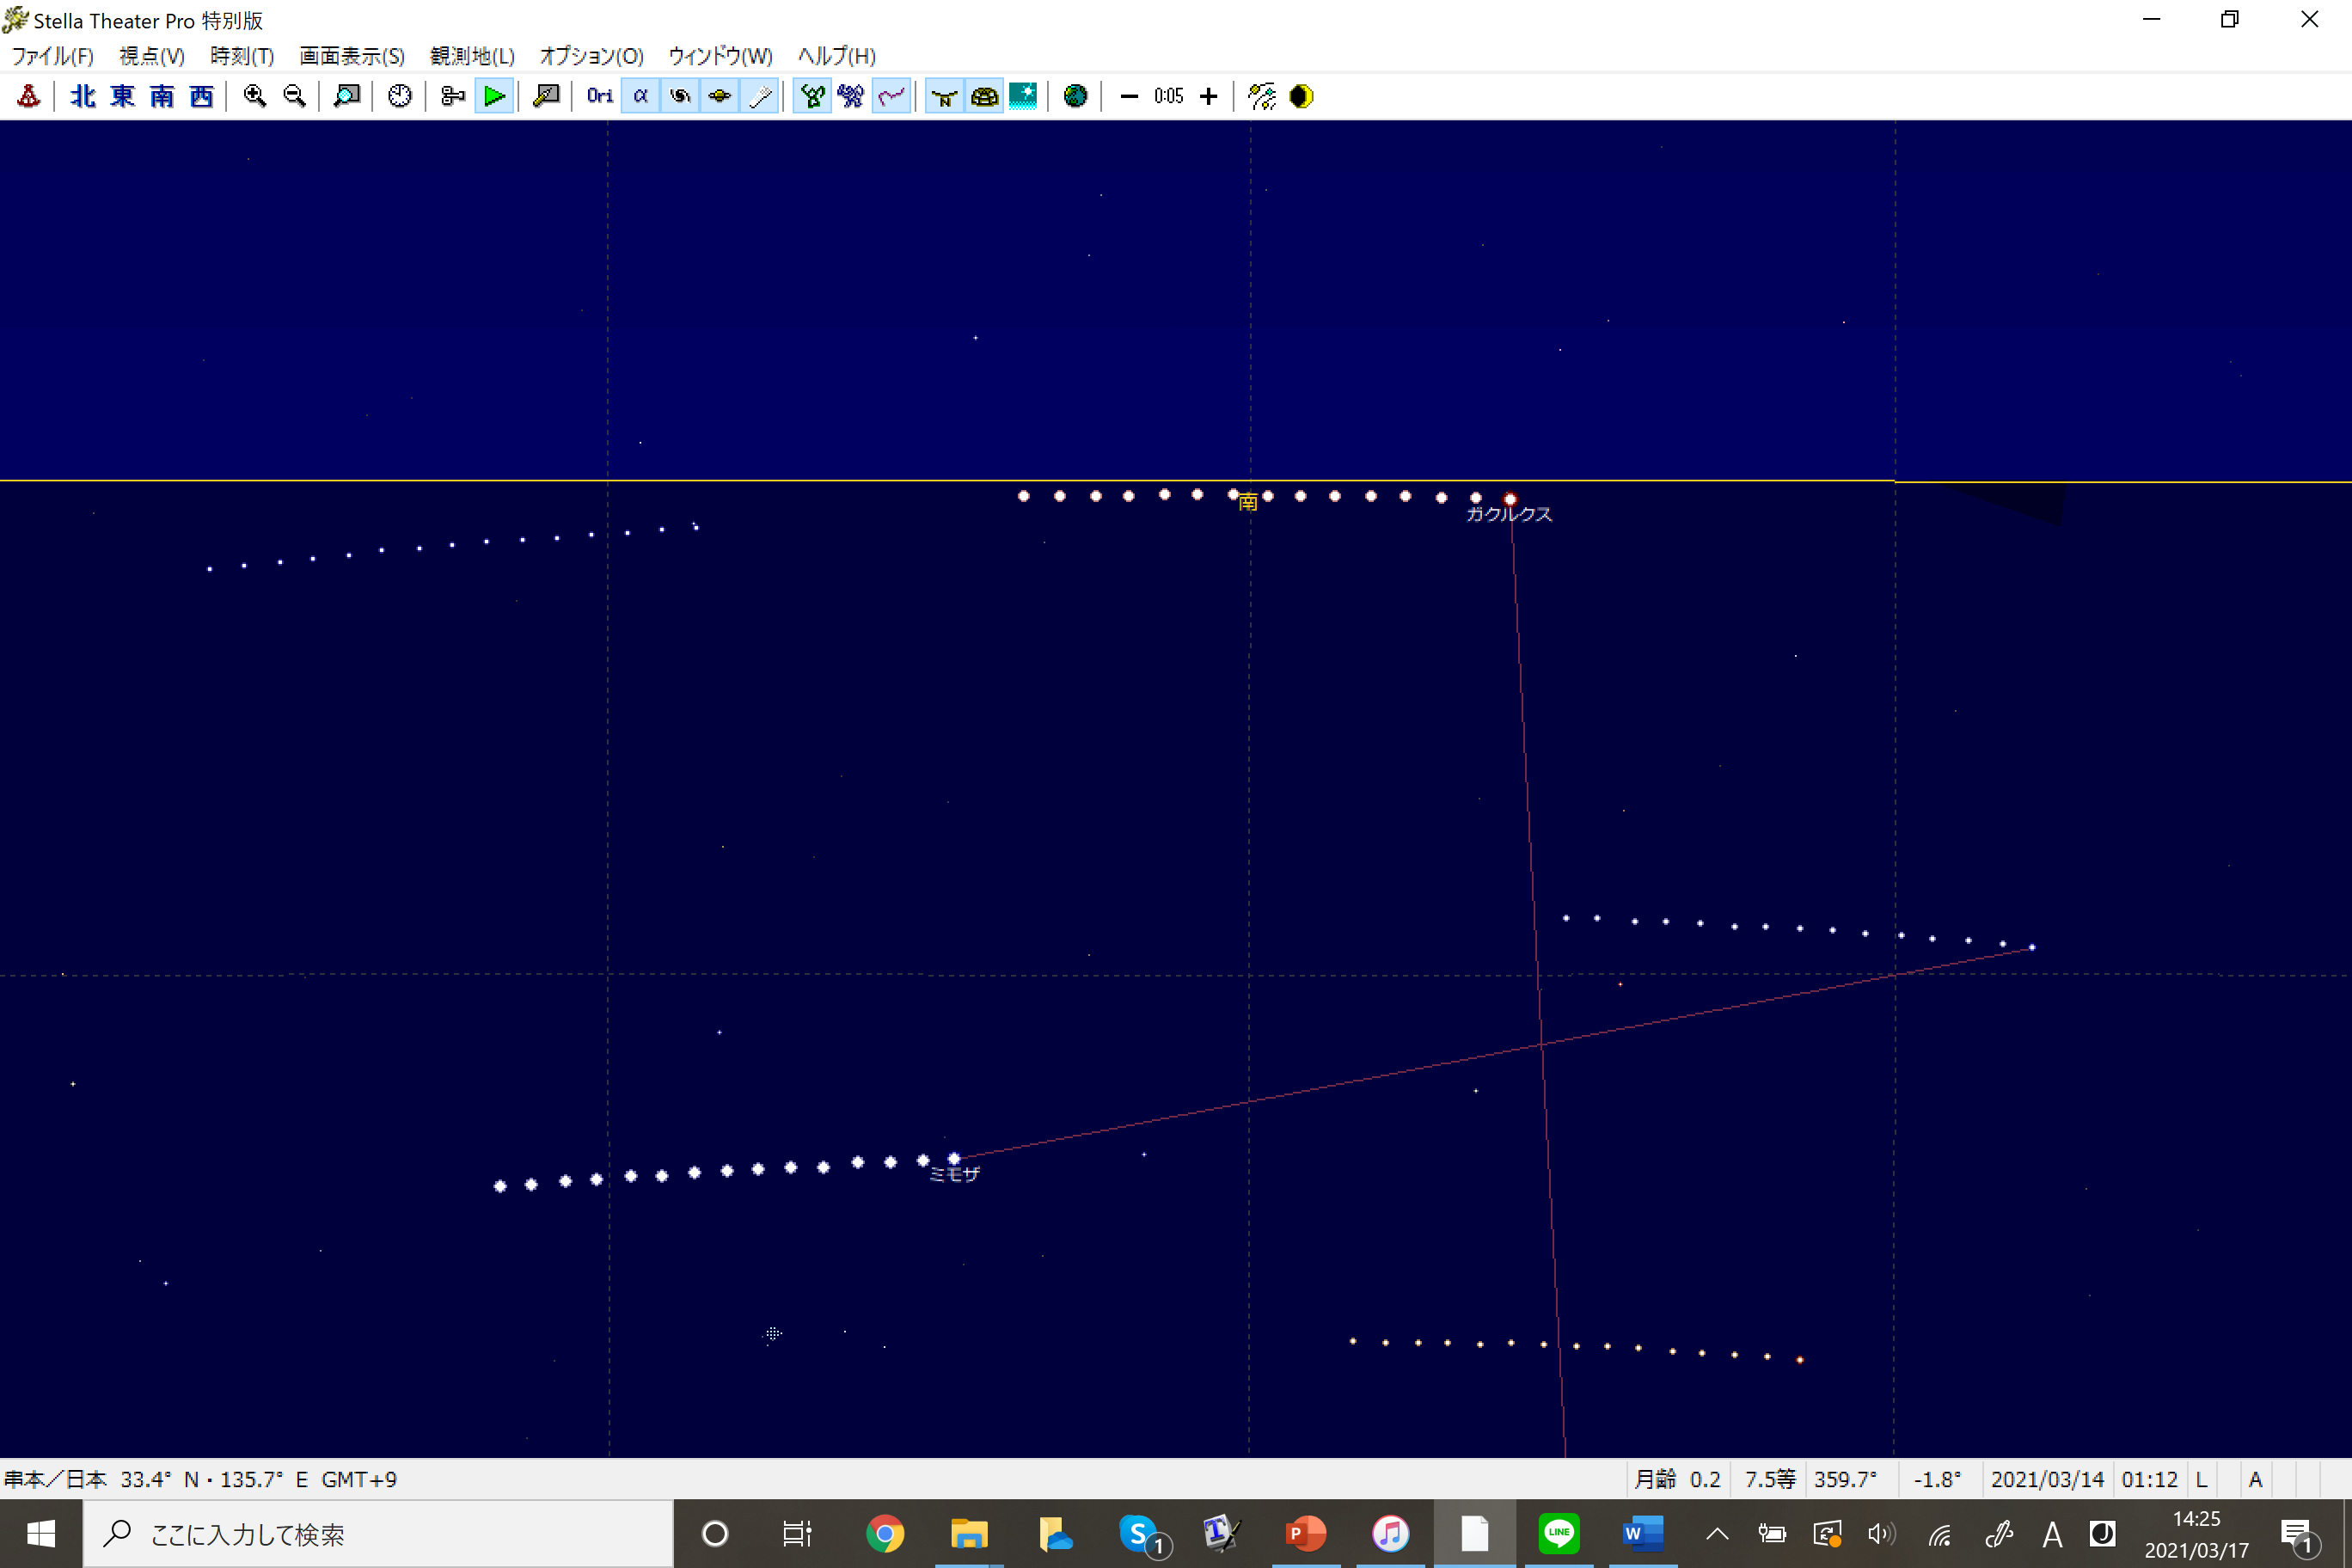 Stella Theater Pro 特別版
ファイル(F) 視点(V) 時刻(T) 画面表示(S) 観測地(L) オプション(O) ウィンドウ(W) ヘルプ(H)
北 東 南 西 Ori α N 0:05
南
ガクルクス
ミモザ
串本／日本 33.4° N・135.7° E GMT+9 月齢 0.2 7.5等 359.7° -1.8° 2021/03/14 01:12 L A
ここに入力して検索 S 1 T P LINE W A J 14:25 1
2021/03/17